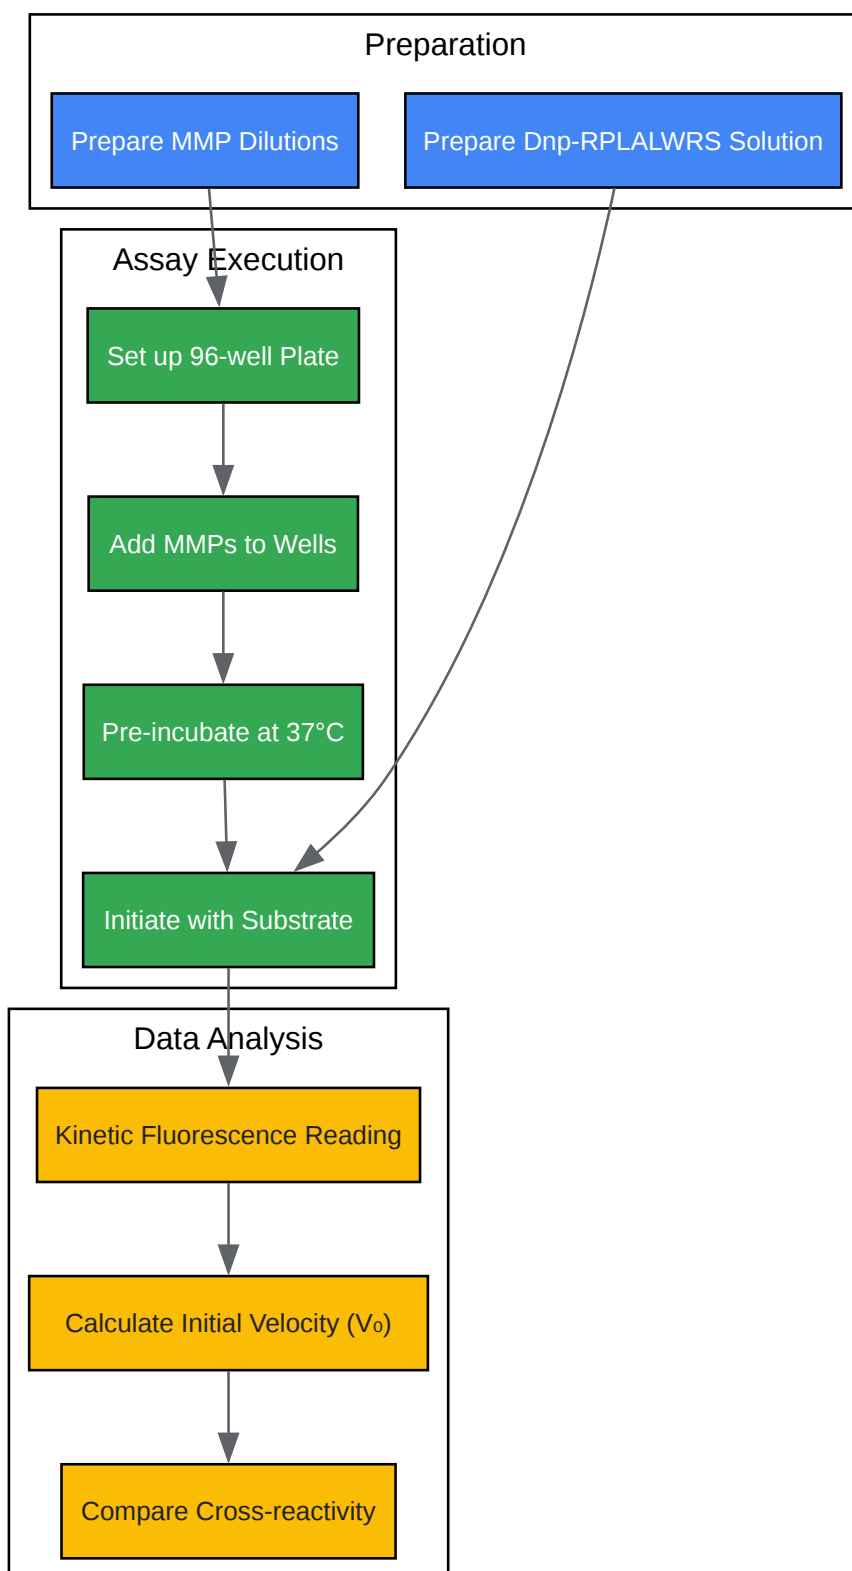 Preparation
Prepare MMP Dilutions
Prepare Dnp-RPLALWRS Solution
Assay Execution
Set up 96-well Plate
Add MMPs to Wells
Pre-incubate at 37°C
Initiate with Substrate
Data Analysis
Kinetic Fluorescence Reading
Calculate Initial Velocity (V₀)
Compare Cross-reactivity